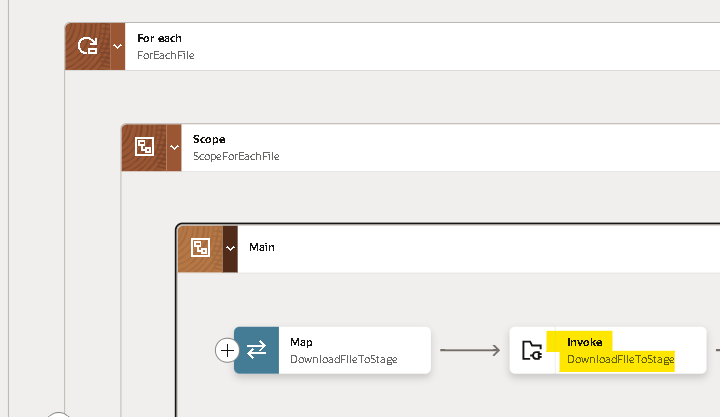 For each
ForEachFile
Scope
ScopeForEachFile
Main
Map
DownloadFileToStage
Invoke
DownloadFileToStage